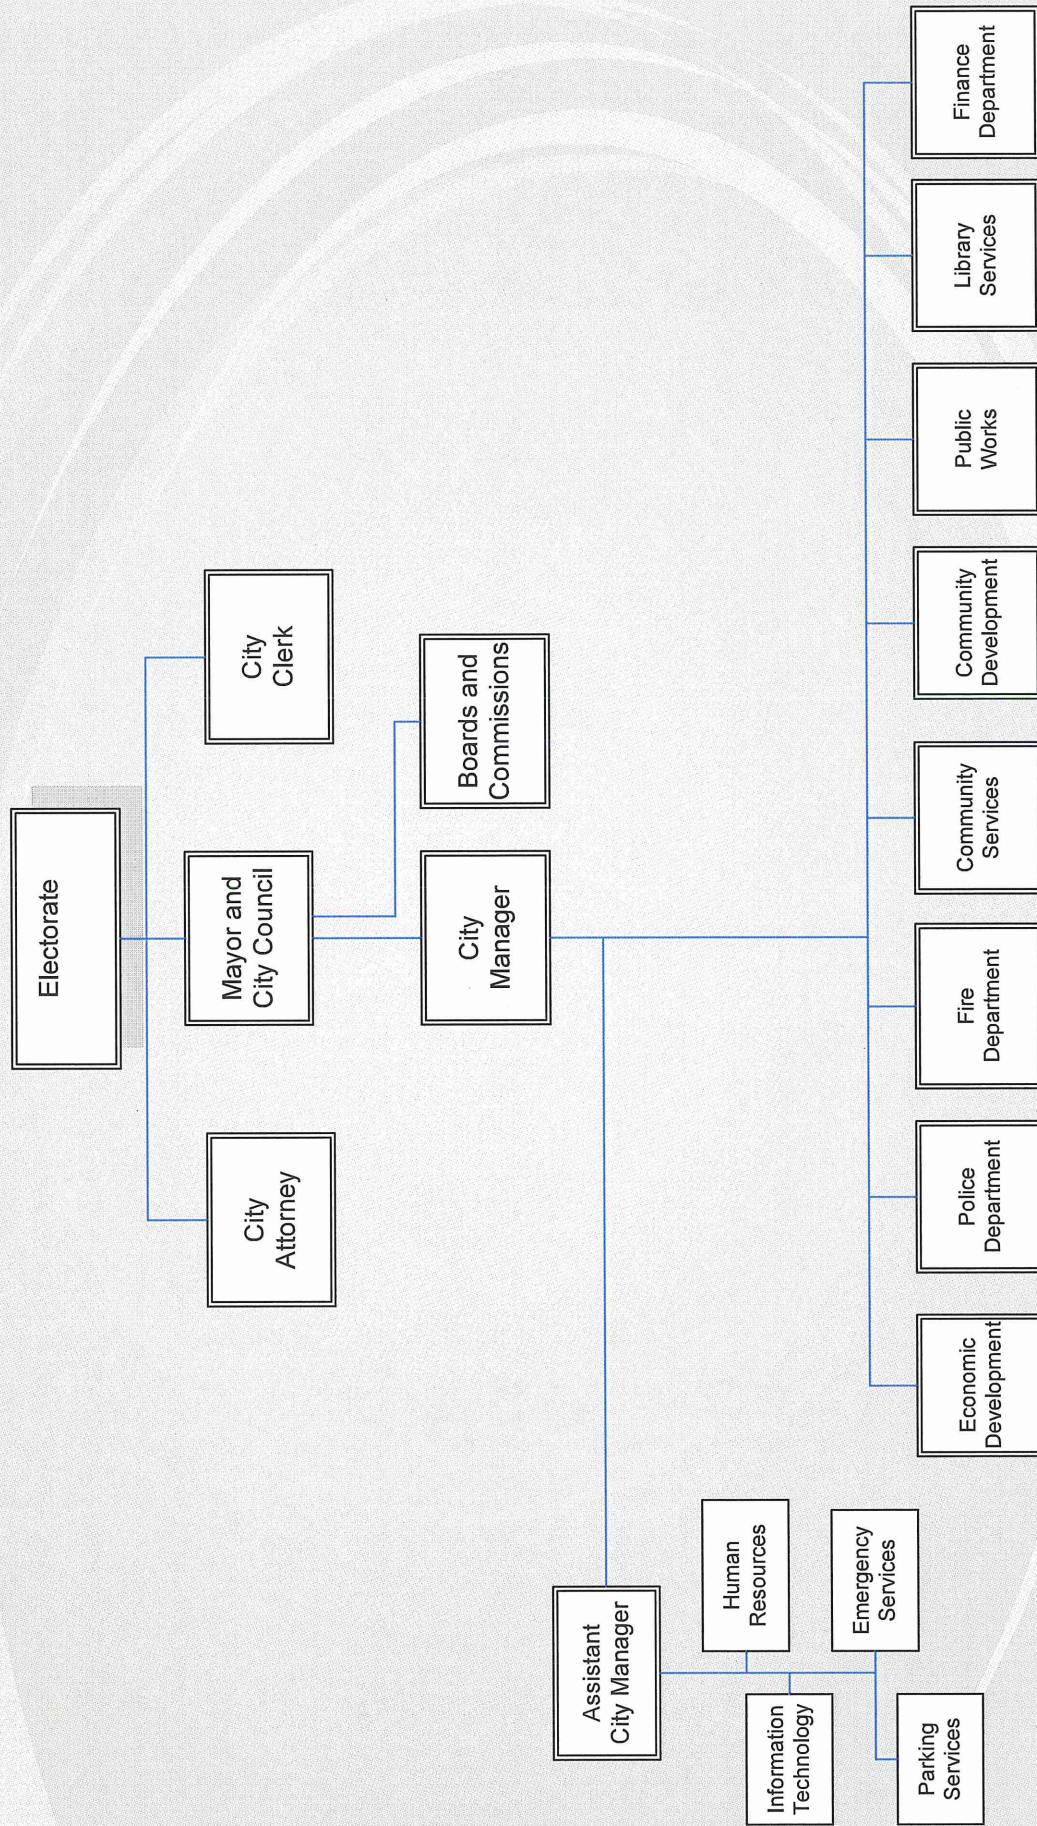 Electorate
City
Attorney
Mayor and
City Council
City
Clerk
City
Manager
Boards and
Commissions
Assistant
City Manager
Human
Resources
Information
Technology
Emergency
Services
Parking
Services
Economic
Development
Police
Department
Fire
Department
Community
Services
Community
Development
Public
Works
Library
Services
Finance
Department